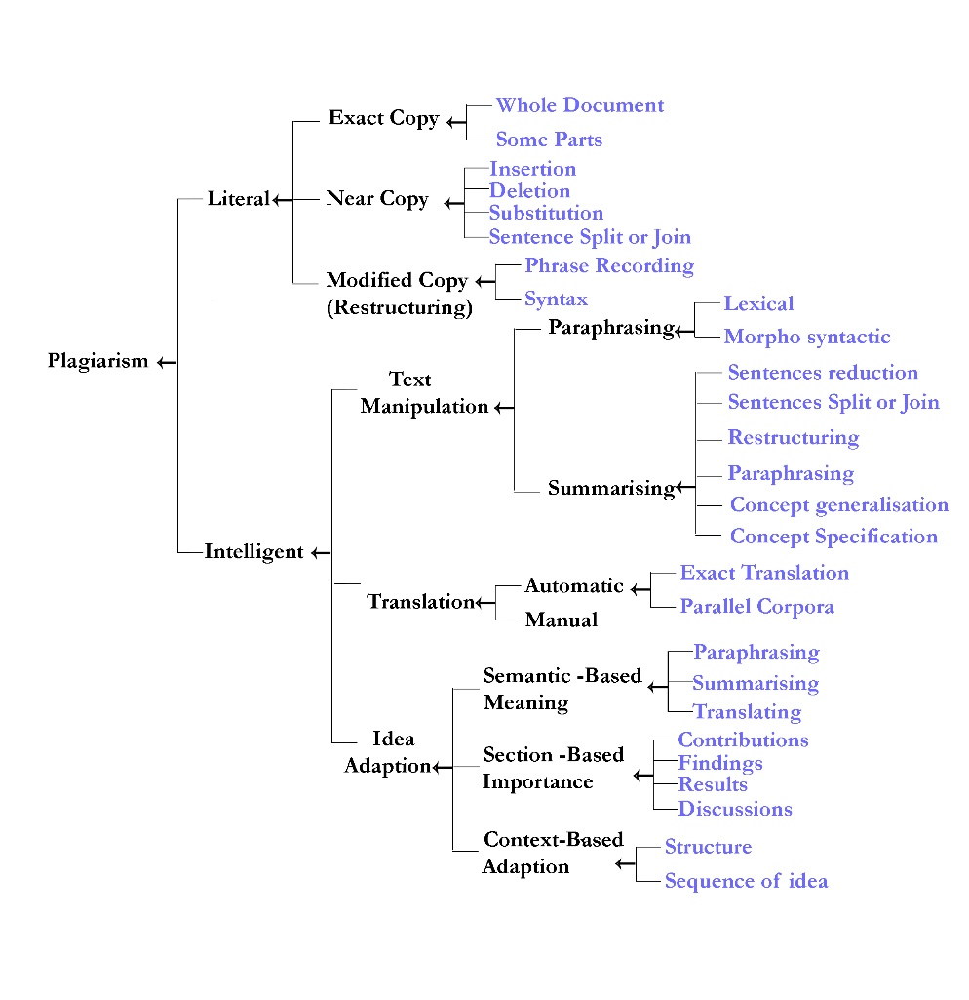 Whole Document
Exact Copy
Some Parts
Insertion
Deletion
Literal
Near Copy
Substitution
Sentence Split or Join
Phrase Recording
Modified Copy
(Restructuring)
Syntax
Lexical
Paraphrasing
Morpho syntactic
Plagiarism
Text
Manipulation
Sentences reduction
Sentences Split or Join
Restructuring
Paraphrasing
Summarising
Concept generalisation
Concept Specification
Intelligent
Exact Translation
Automatic
Translation
Parallel Corpora
Manual
Semantic -Based
Meaning
Paraphrasing
Summarising
Translating
Idea
Adaption
Section -Based
Importance
Contributions
Findings
Results
Discussions
Context-Based
Adaption
Structure
Sequence of idea